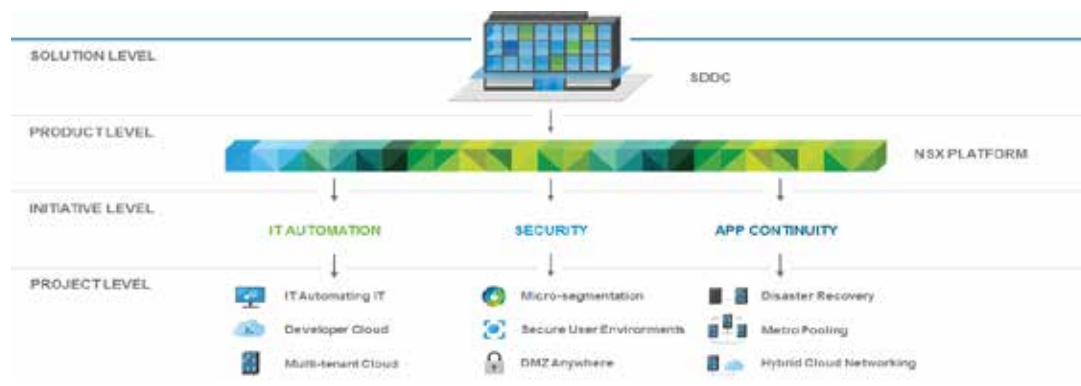 SOLUTION LEVEL
SDDC
PRODUCT LEVEL
NSX PLATFORM
INITIATIVE LEVEL
IT AUTOMATION SECURITY APP CONTINUITY
PROJECT LEVEL
IT Automating IT Micro-segmentation Disaster Recovery
Developer Cloud Secure User Environments Metro Pooling
Multi-tenant Cloud DMZ Anywhere Hybrid Cloud Networking